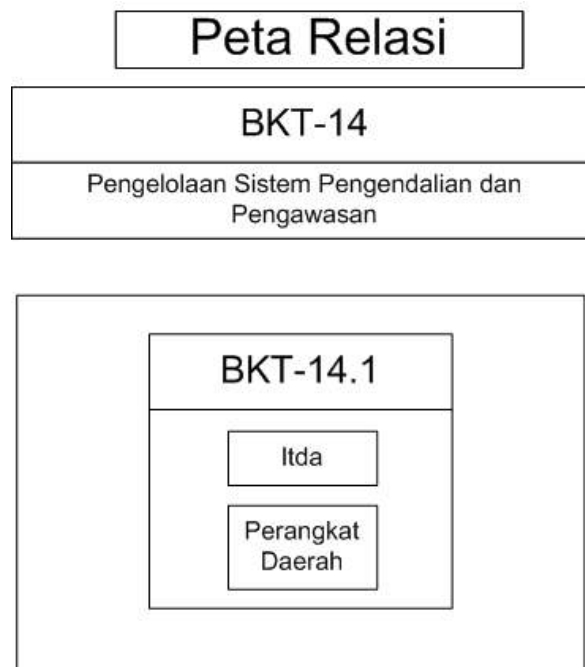 Peta Relasi
BKT-14
Pengelolaan Sistem Pengendalian dan
Pengawasan
BKT-14.1
Itda
Perangkat
Daerah